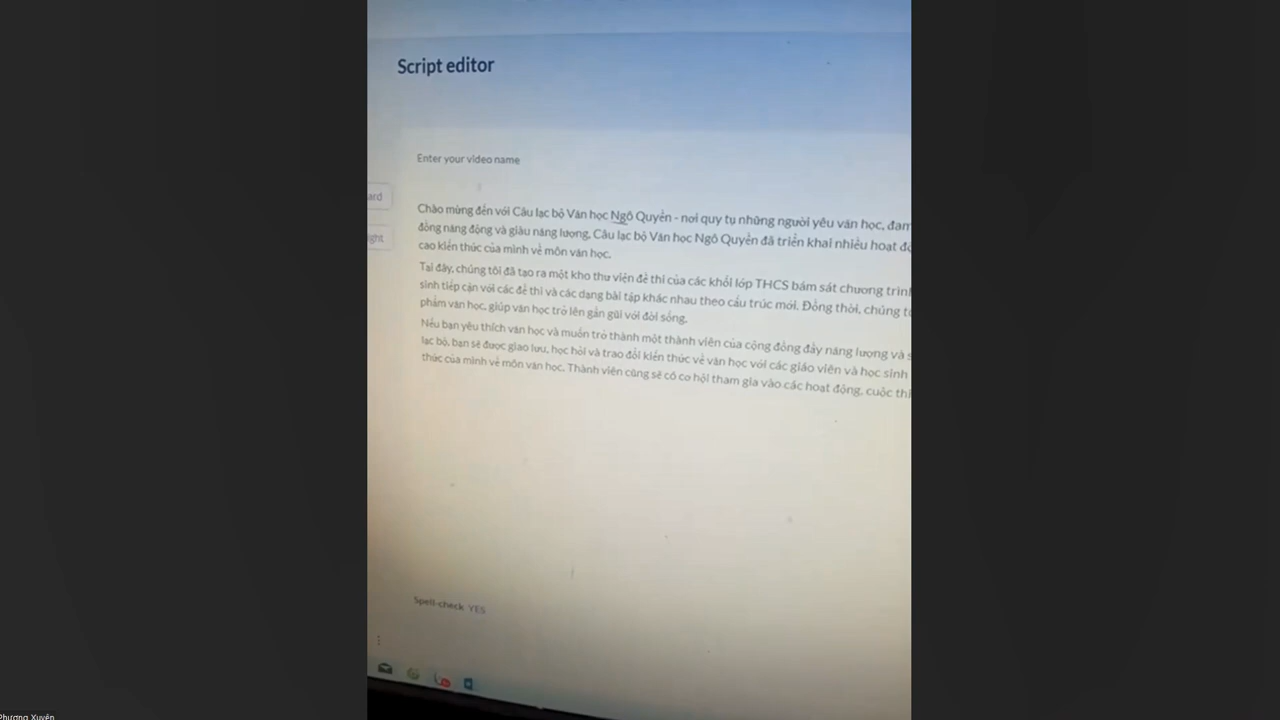 Script editor
Enter your video name
ard
ight
Chào mừng đến với Câu lạc bộ Văn học Ngô Quyền - nơi quy tụ những người yêu văn học, đam
đồng năng động và giàu năng lượng, Câu lạc bộ Văn học Ngô Quyền đã triển khai nhiều hoạt độ
cao kiến thức của mình về môn văn học.
Tại đây, chúng tôi đã tạo ra một kho thư viện đề thi của các khối lớp THCS bám sát chương trình
sinh tiếp cận với các đề thi và các dạng bài tập khác nhau theo cấu trúc mới. Đồng thời, chúng tô
phẩm văn học, giúp văn học trở lên gần gũi với đời sống.
Nếu bạn yêu thích văn học và muốn trở thành một thành viên của cộng đồng đầy năng lượng và s
lạc bộ, bạn sẽ được giao lưu, học hỏi và trao đổi kiến thức về văn học với các giáo viên và học sinh
thức của mình về môn văn học. Thành viên cũng sẽ có cơ hội tham gia vào các hoạt động, cuộc thi
Spell-check YES
Phương Xuyên